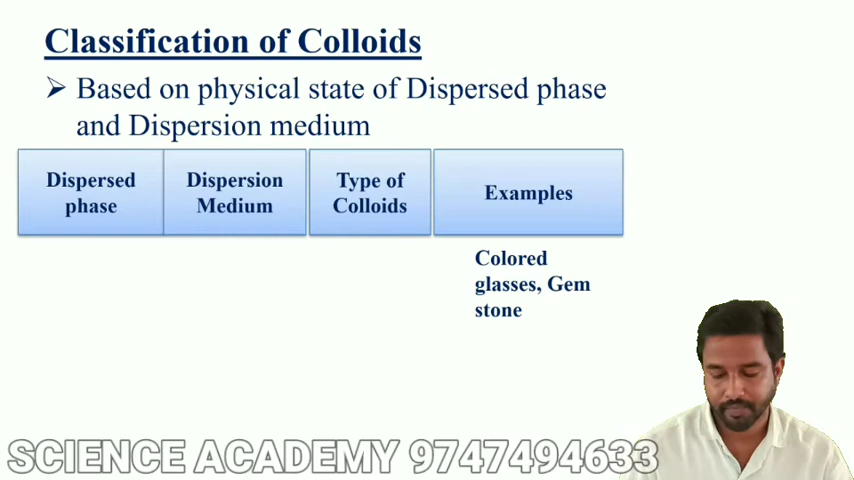 Classification of Colloids
➢ Based on physical state of Dispersed phase
and Dispersion medium
Dispersed
phase
Dispersion
Medium
Type of
Colloids
Examples
Colored
glasses, Gem
stone
SCIENCE ACADEMY 9747494633